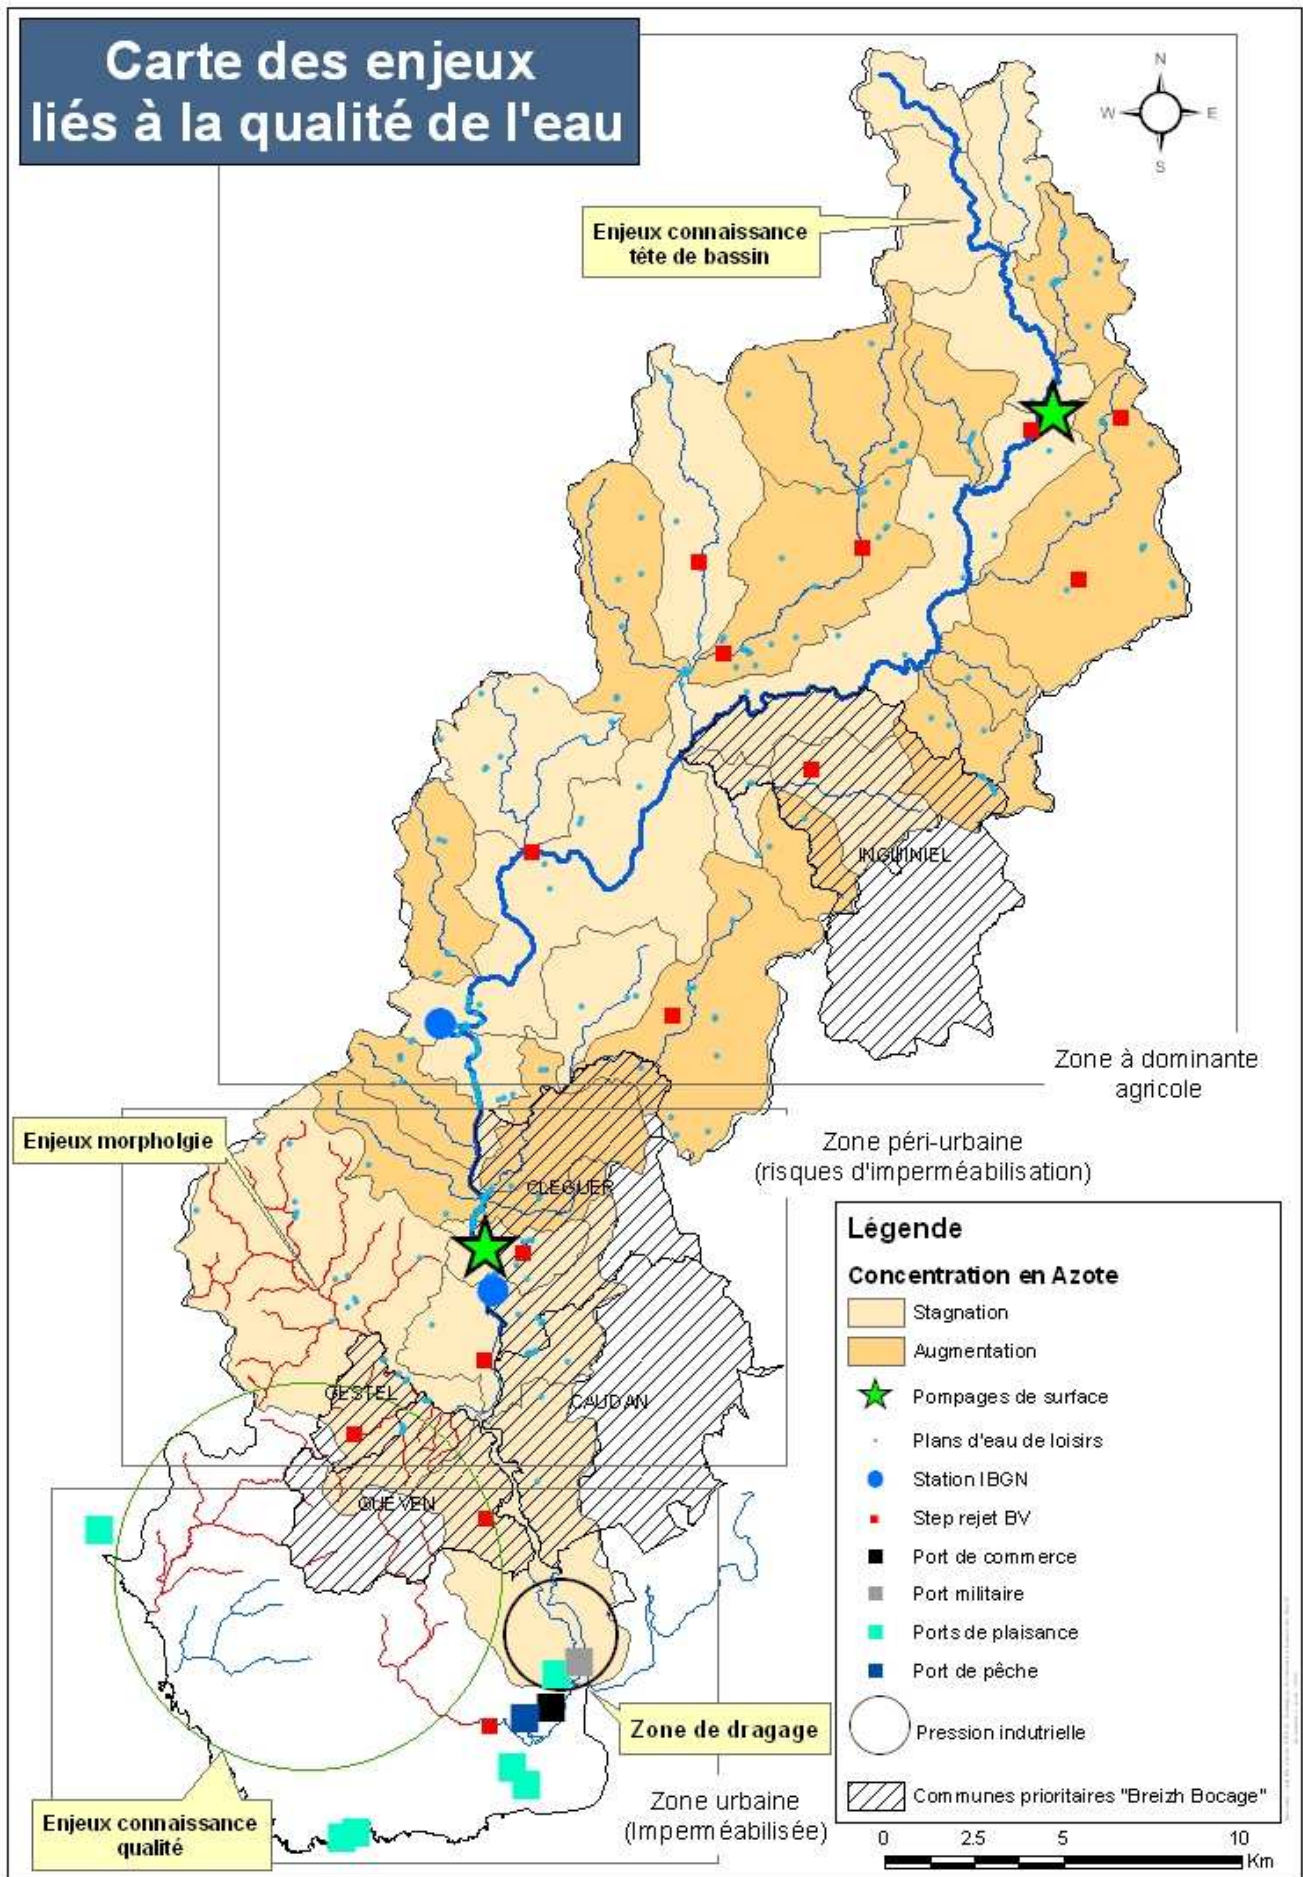 Carte des enjeux
liés à la qualité de l'eau
N
W
E
S
Enjeux connaissance
tête de bassin
INGUINIEL
Zone à dominante
agricole
Enjeux morpholgie
Zone péri-urbaine
(risques d'imperméabilisation)
CLEGUER
GESTEL
CAUDAN
GUEVEN
Zone de dragage
Enjeux connaissance
qualité
Zone urbaine
(Imperméabilisée)
Légende
Concentration en Azote
Stagnation
Augmentation
Pompages de surface
Plans d'eau de loisirs
Station IBGN
Step rejet BV
Port de commerce
Port militaire
Ports de plaisance
Port de pêche
Pression indutrielle
Communes prioritaires "Breizh Bocage"
0 2.5 5 10
Km